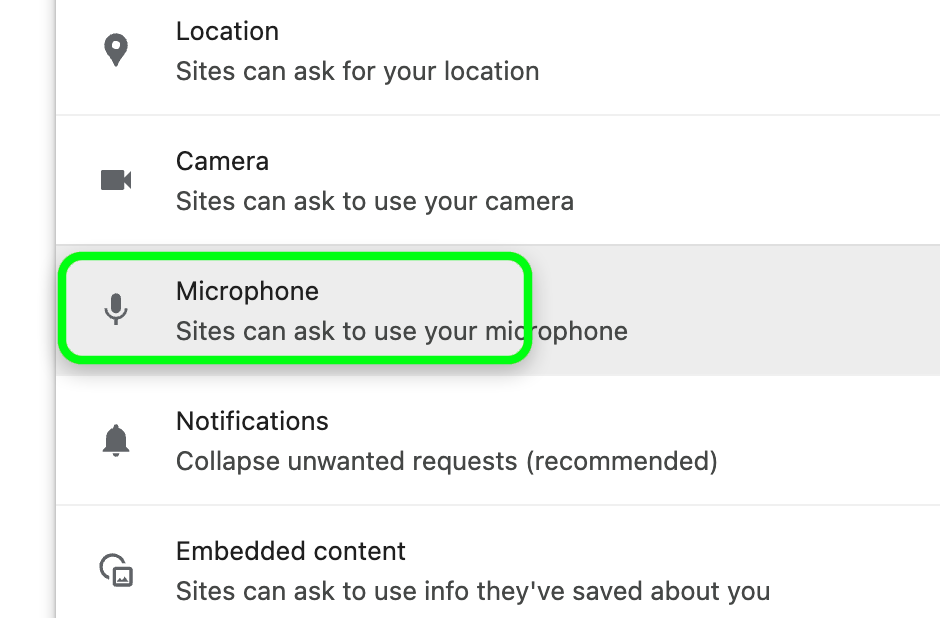 Location
Sites can ask for your location
Camera
Sites can ask to use your camera
Microphone
Sites can ask to use your microphone
Notifications
Collapse unwanted requests (recommended)
Embedded content
Sites can ask to use info they've saved about you